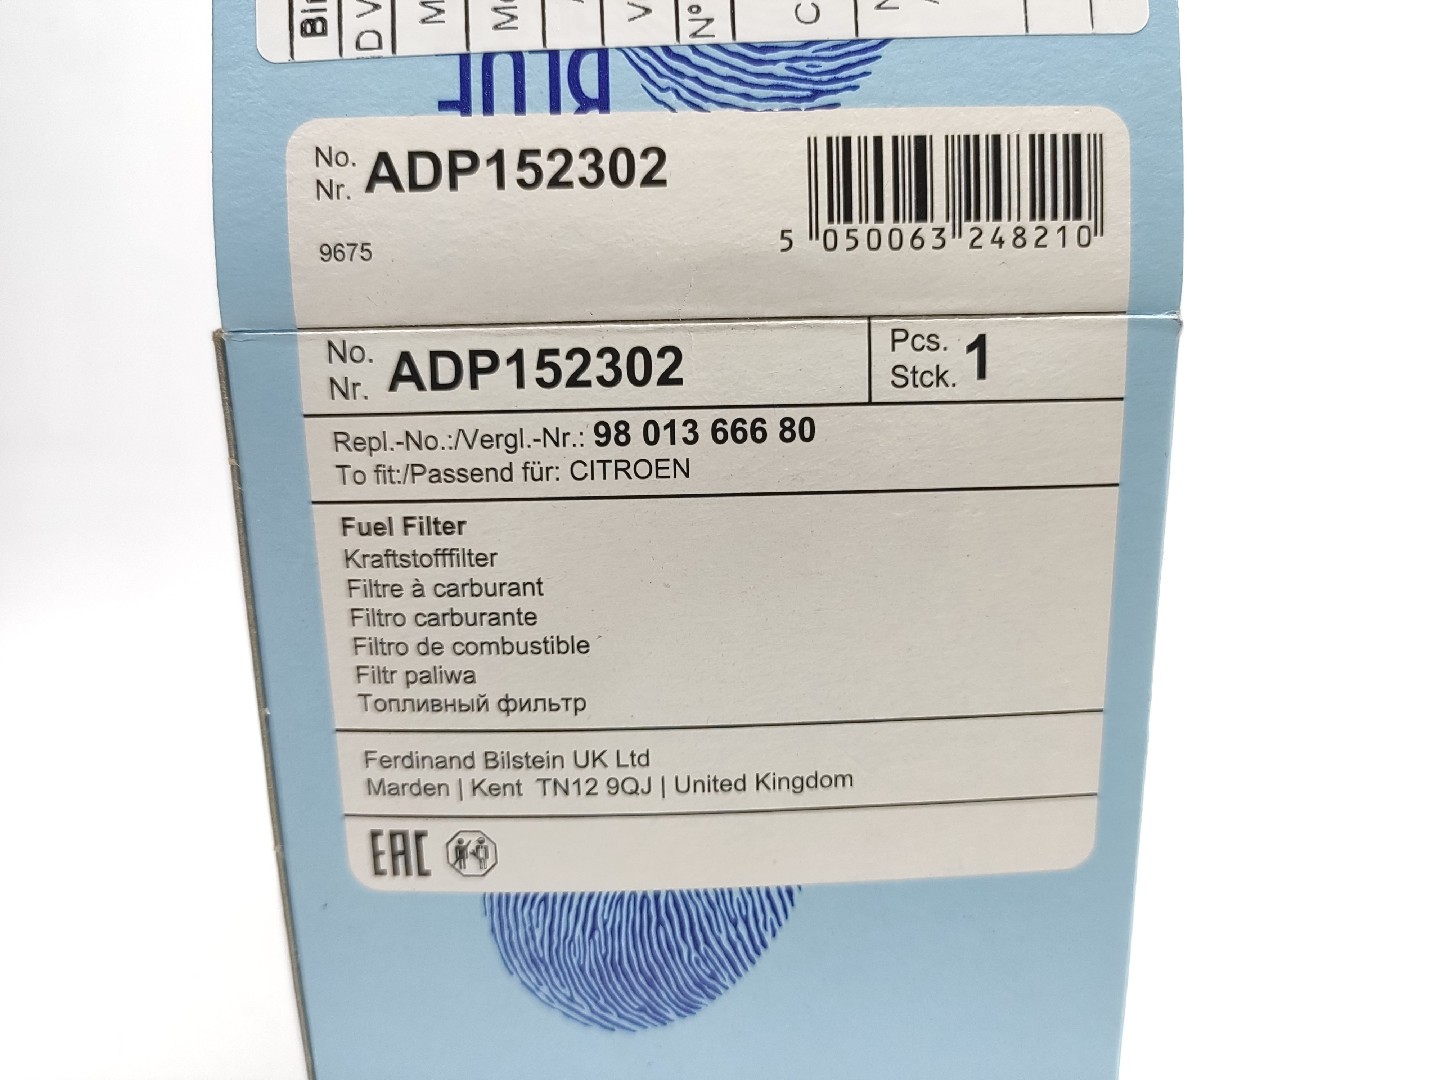 BLUE
No.
Nr. ADP152302
9675
5 050063 248210
No.
Nr. ADP152302
Pcs.
Stck. 1
Repl.-No.:/Vergl.-Nr.: 98 013 666 80
To fit:/Passend für: CITROEN
Fuel Filter
Kraftstofffilter
Filtre à carburant
Filtro carburante
Filtro de combustible
Filtr paliwa
Топливный фильтр
Ferdinand Bilstein UK Ltd
Marden | Kent TN12 9QJ | United Kingdom
EAC